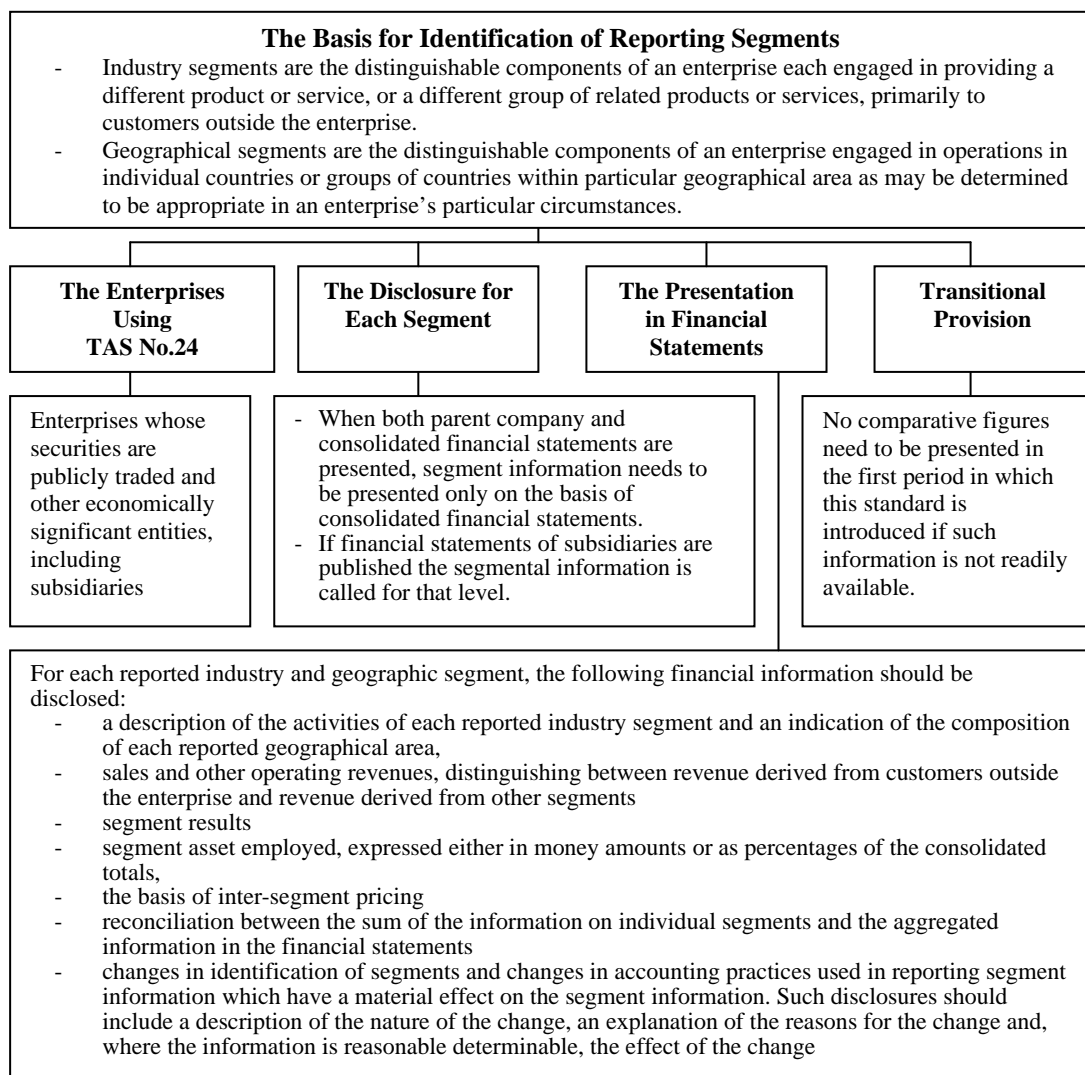 The Basis for Identification of Reporting Segments
- Industry segments are the distinguishable components of an enterprise each engaged in providing a
different product or service, or a different group of related products or services, primarily to
customers outside the enterprise.
- Geographical segments are the distinguishable components of an enterprise engaged in operations in
individual countries or groups of countries within particular geographical area as may be determined
to be appropriate in an enterprise's particular circumstances.
The Enterprises
Using
TAS No.24
The Disclosure for
Each Segment
The Presentation
in Financial
Statements
Transitional
Provision
Enterprises whose
securities are
publicly traded and
other economically
significant entities,
including
subsidiaries
- When both parent company and
consolidated financial statements are
presented, segment information needs to
be presented only on the basis of
consolidated financial statements.
- If financial statements of subsidiaries are
published the segmental information is
called for that level.
No comparative figures
need to be presented in
the first period in which
this standard is
introduced if such
information is not readily
available.
For each reported industry and geographic segment, the following financial information should be
disclosed:
- a description of the activities of each reported industry segment and an indication of the composition
of each reported geographical area,
- sales and other operating revenues, distinguishing between revenue derived from customers outside
the enterprise and revenue derived from other segments
- segment results
- segment asset employed, expressed either in money amounts or as percentages of the consolidated
totals,
- the basis of inter-segment pricing
- reconciliation between the sum of the information on individual segments and the aggregated
information in the financial statements
- changes in identification of segments and changes in accounting practices used in reporting segment
information which have a material effect on the segment information. Such disclosures should
include a description of the nature of the change, an explanation of the reasons for the change and,
where the information is reasonable determinable, the effect of the change